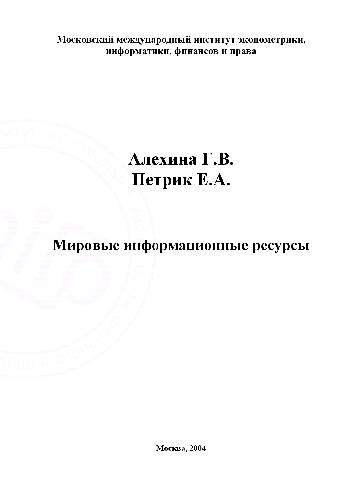 Московский международный институт эконометрики,
информатики, финансов и права
Алехина Г.В.
Петрик Е.А.
Мировые информационные ресурсы
Москва, 2004